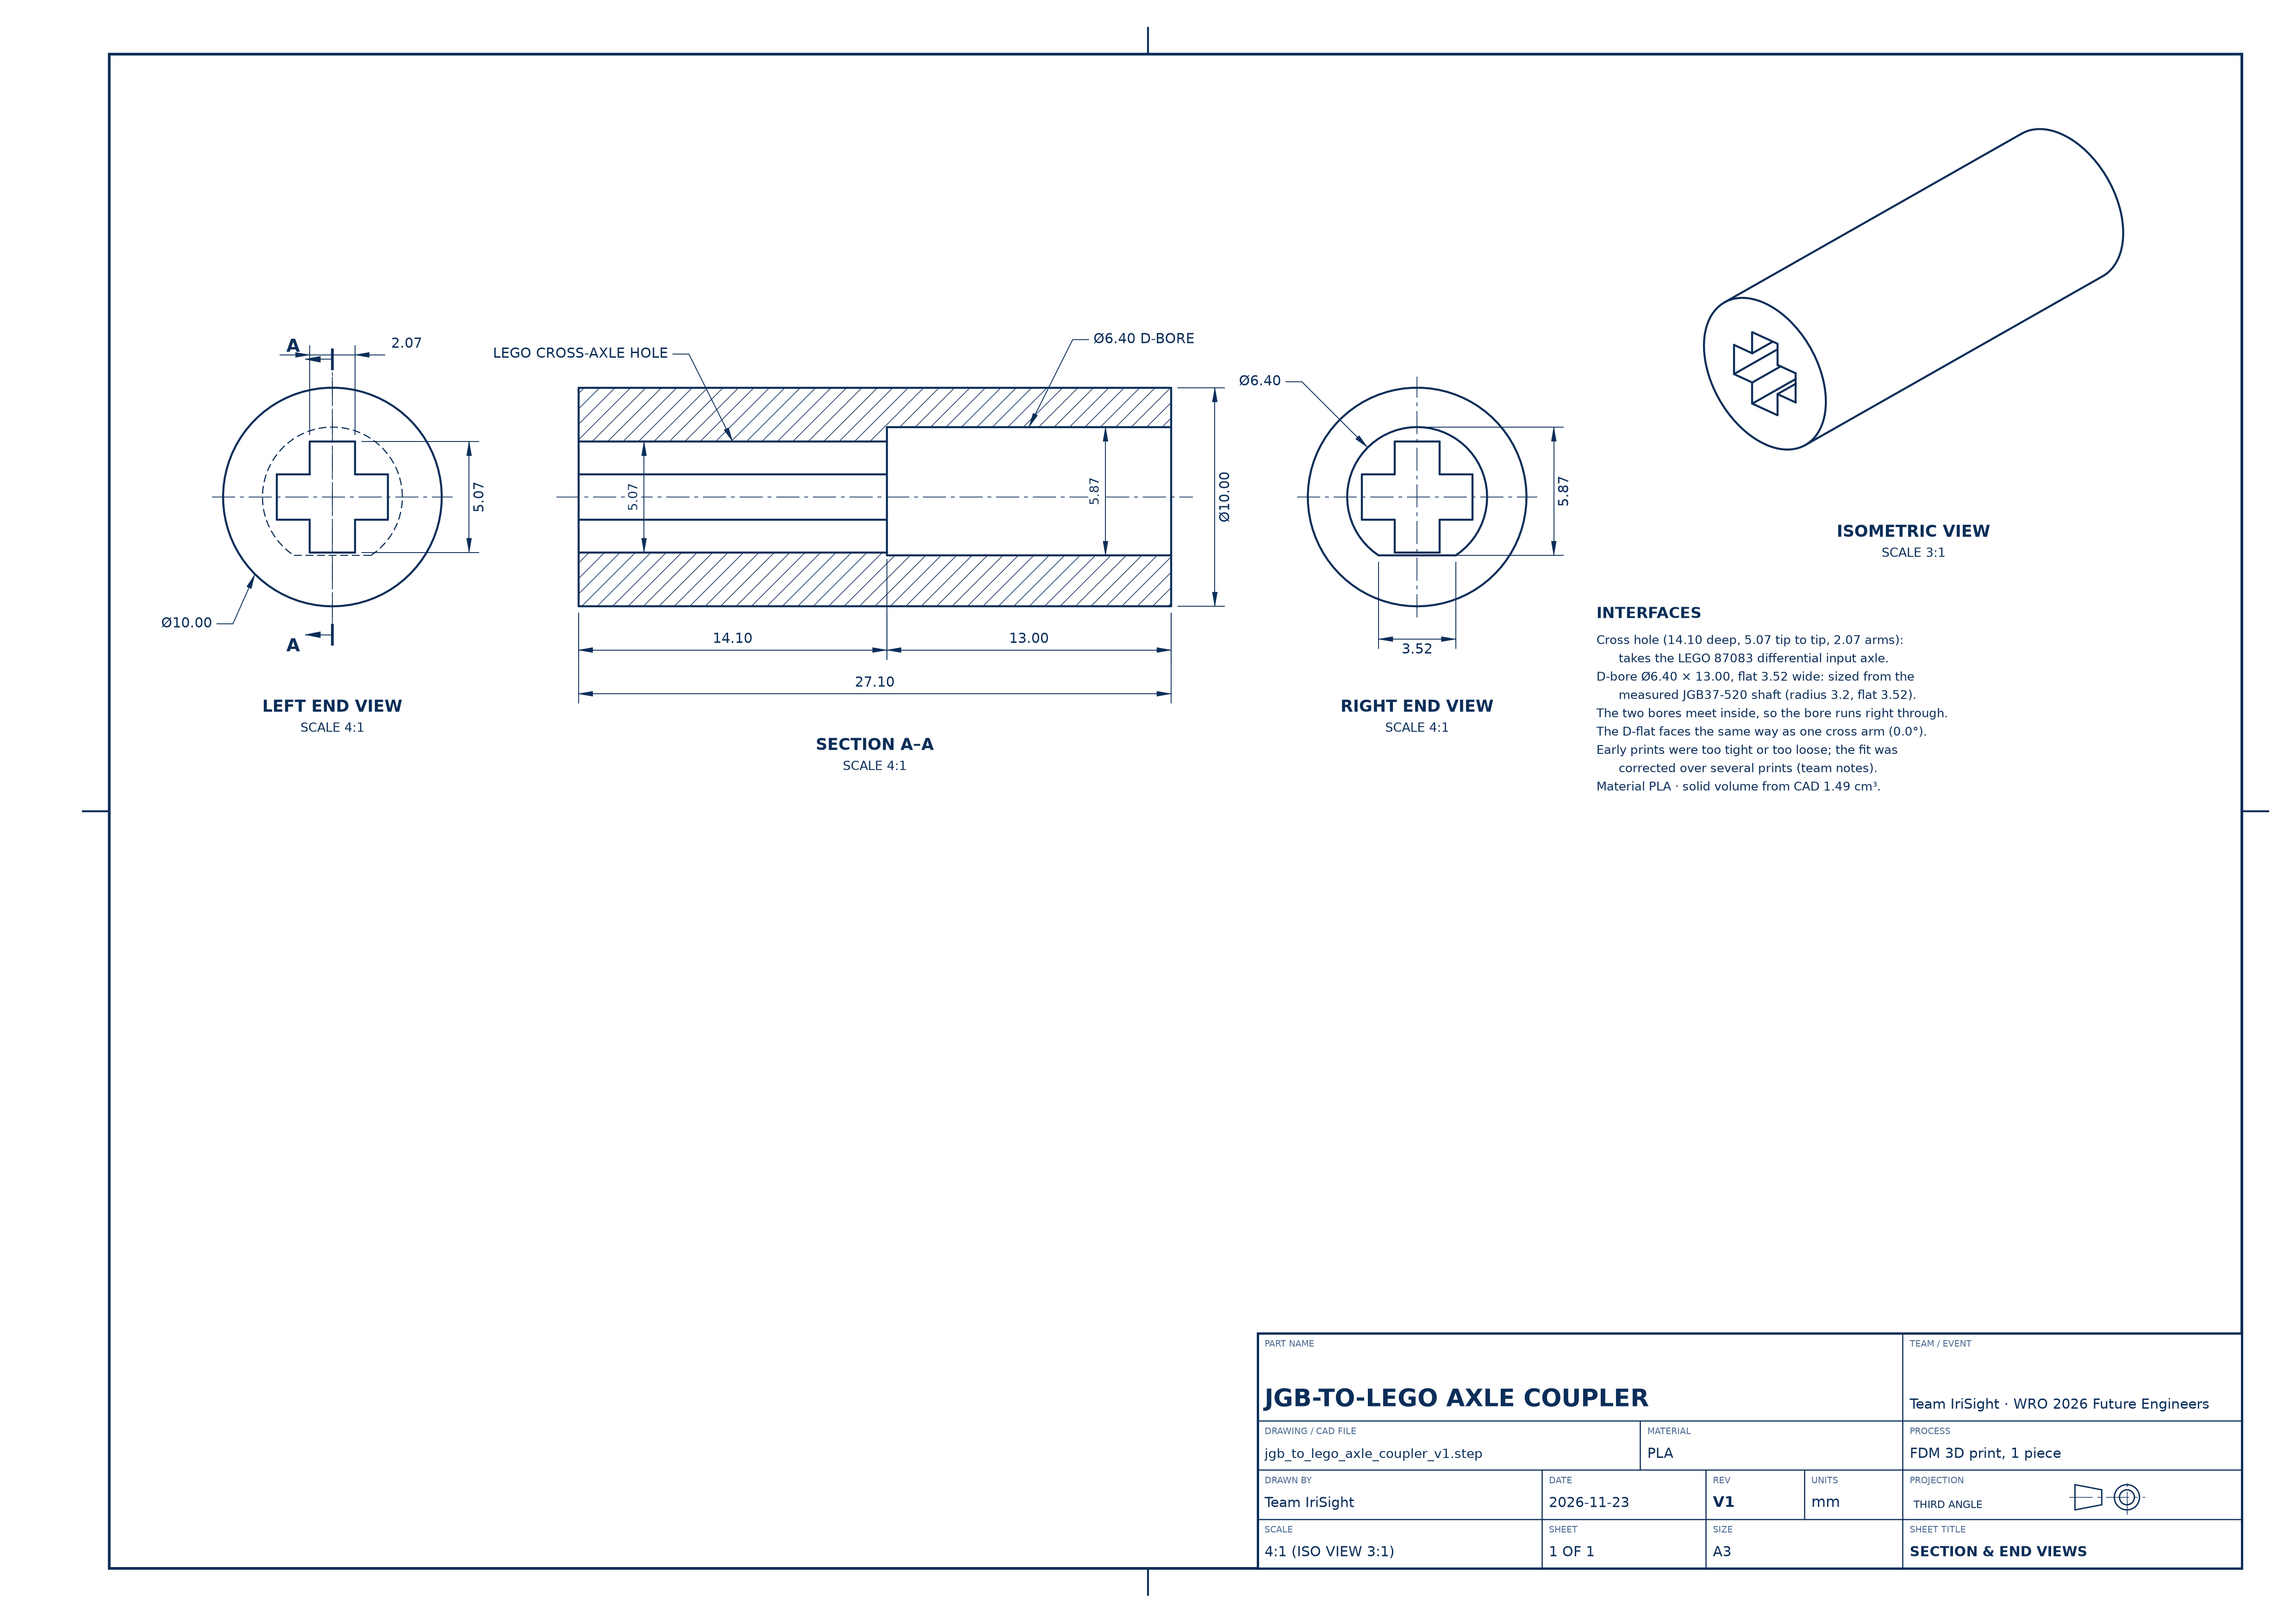 A
2.07
5.07
Ø10.00
A
LEFT END VIEW
SCALE 4:1
LEGO CROSS-AXLE HOLE
Ø6.40 D-BORE
5.07
5.87
Ø10.00
14.10
13.00
27.10
SECTION A–A
SCALE 4:1
Ø6.40
5.87
3.52
RIGHT END VIEW
SCALE 4:1
ISOMETRIC VIEW
SCALE 3:1
INTERFACES
Cross hole (14.10 deep, 5.07 tip to tip, 2.07 arms):
takes the LEGO 87083 differential input axle.
D-bore Ø6.40 × 13.00, flat 3.52 wide: sized from the
measured JGB37-520 shaft (radius 3.2, flat 3.52).
The two bores meet inside, so the bore runs right through.
The D-flat faces the same way as one cross arm (0.0°).
Early prints were too tight or too loose; the fit was
corrected over several prints (team notes).
Material PLA · solid volume from CAD 1.49 cm³.
PART NAME
JGB-TO-LEGO AXLE COUPLER
TEAM / EVENT
Team IriSight · WRO 2026 Future Engineers
DRAWING / CAD FILE
jgb_to_lego_axle_coupler_v1.step
MATERIAL
PLA
PROCESS
FDM 3D print, 1 piece
DRAWN BY
Team IriSight
DATE
2026-11-23
REV
V1
UNITS
mm
PROJECTION
THIRD ANGLE
SCALE
4:1 (ISO VIEW 3:1)
SHEET
1 OF 1
SIZE
A3
SHEET TITLE
SECTION & END VIEWS